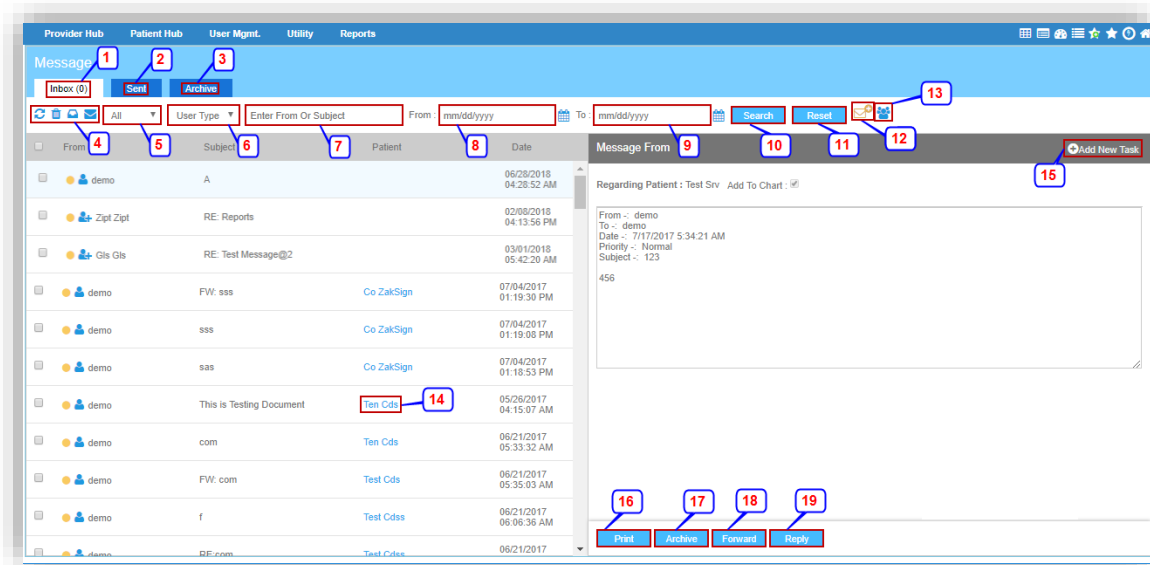 Provider Hub Patient Hub User Mgmt. Utility Reports
Message 1 2 3
Inbox (0) Sent Archive
13
All User Type Enter From Or Subject From : mm/dd/yyyy To : mm/dd/yyyy Search Reset
4 5 6 7 8 9 10 11 12
From Subject Patient Date Message From Add New Task
15
demo A 06/28/2018
04:28:52 AM
Regarding Patient : Test Srv Add To Chart :
Zipt Zipt RE: Reports 02/08/2018
04:13:56 PM
From -: demo
To -: demo
Date -: 7/17/2017 5:34:21 AM
Priority -: Normal
Subject -: 123
456
Gls Gls RE: Test Message@2 03/01/2018
05:42:20 AM
demo FW: sss Co ZakSign 07/04/2017
01:19:30 PM
demo sss Co ZakSign 07/04/2017
01:19:08 PM
demo sas Co ZakSign 07/04/2017
01:18:53 PM
demo This is Testing Document Ten Cds 14 05/26/2017
04:15:07 AM
demo com Ten Cds 06/21/2017
05:33:32 AM
demo FW: com Test Cds 06/21/2017
05:35:03 AM
demo f Test Cdss 06/21/2017
06:06:36 AM
demo RE:com Test Cdss 06/21/2017
16 17 18 19
Print Archive Forward Reply